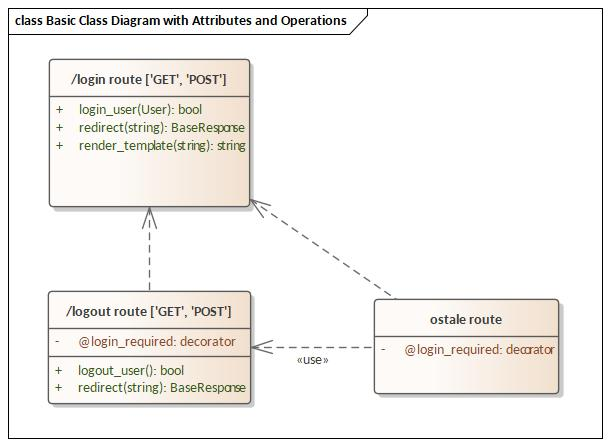 class Basic Class Diagram with Attributes and Operations
/login route ['GET', 'POST']
+ login_user(User): bool
+ redirect(string): BaseResponse
+ render_template(string): string
/logout route ['GET', 'POST']
- @login_required: decorator
+ logout_user(): bool
+ redirect(string): BaseResponse
«use»
ostale route
- @login_required: decorator